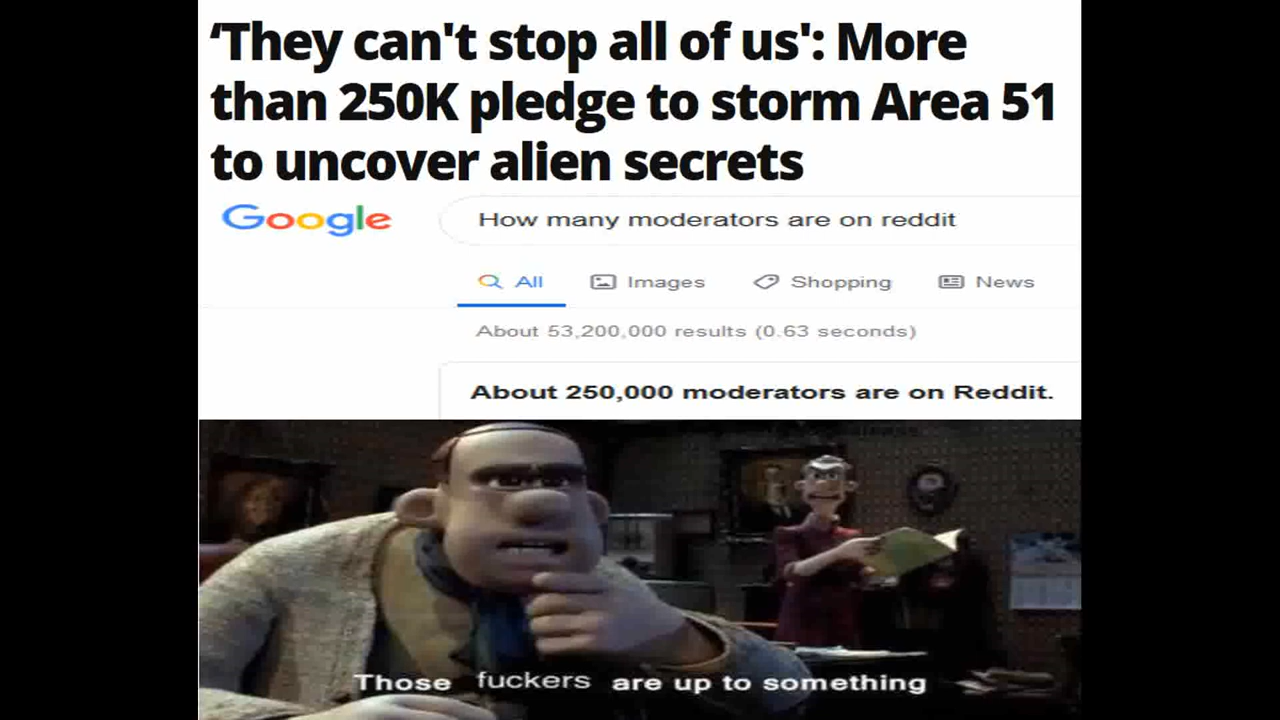 ‘They can't stop all of us': More
than 250K pledge to storm Area 51
to uncover alien secrets
Google
How many moderators are on reddit
All Images Shopping News
About 53,200,000 results (0.63 seconds)
About 250,000 moderators are on Reddit.
Those fuckers are up to something